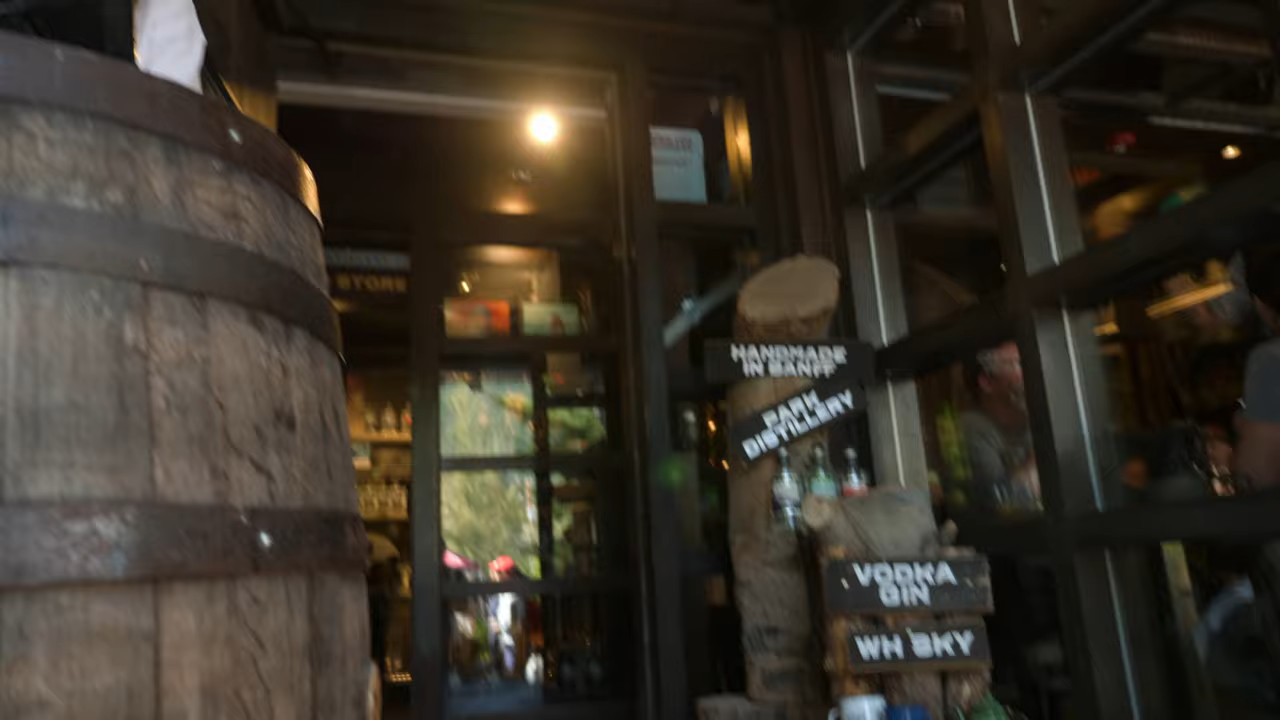 STORE
HANDMADE
IN BANFF
PARK
DISTILLERY
VODKA
GIN
WH SKY